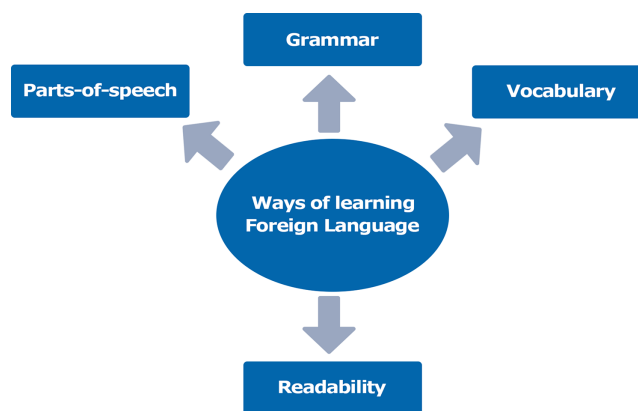 Grammar
Parts-of-speech
Vocabulary
Ways of learning
Foreign Language
Readability